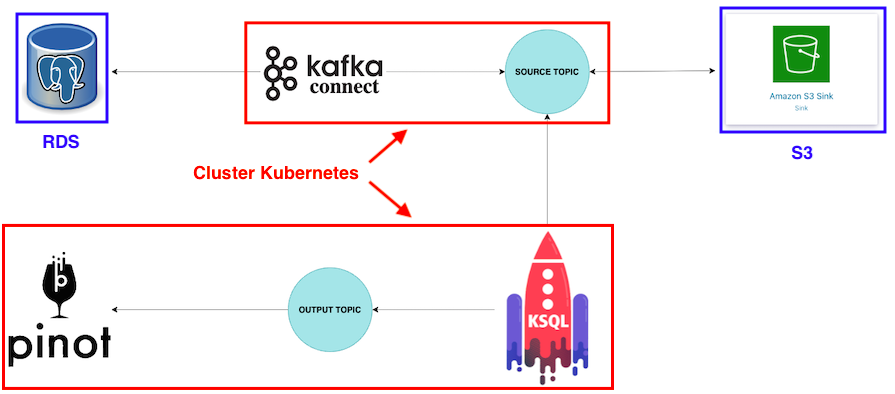 kafka
connect
SOURCE TOPIC
Amazon S3 Sink
Sink
RDS
S3
Cluster Kubernetes
p
pinot
OUTPUT TOPIC
KSQL